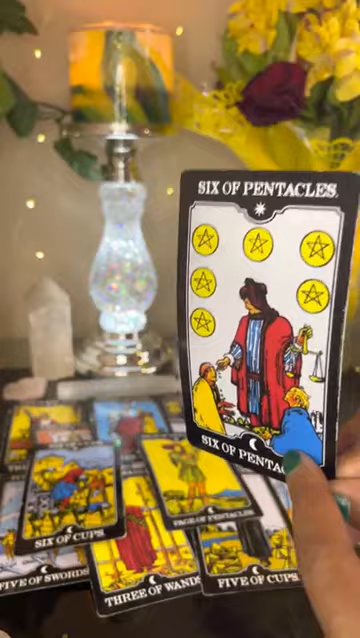 SIX OF PENTACLES.
SIX OF PENTAC
SIX OF CUPS.
PAGE OF PENTACLES.
FIVE OF SWORDS
THREE OF WANDS
FIVE OF CUPS.